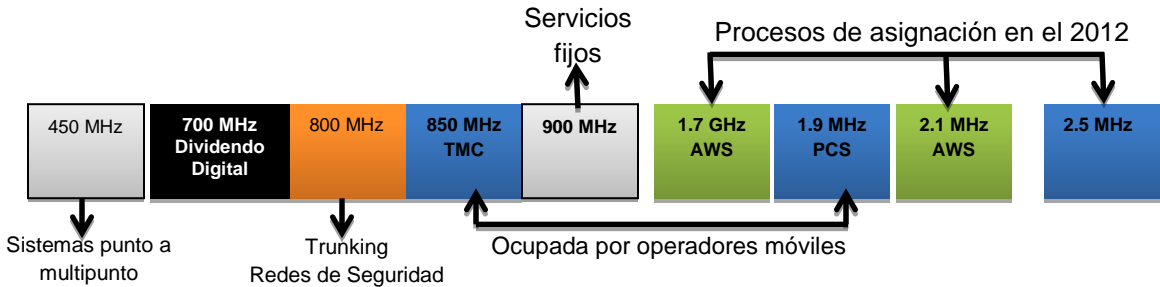 Servicios
fijos
Procesos de asignación en el 2012
450 MHz
700 MHz
Dividendo
Digital
800 MHz
850 MHz
TMC
900 MHz
1.7 GHz
AWS
1.9 MHz
PCS
2.1 MHz
AWS
2.5 MHz
Sistemas punto a
multipunto
Trunking
Redes de Seguridad
Ocupada por operadores móviles